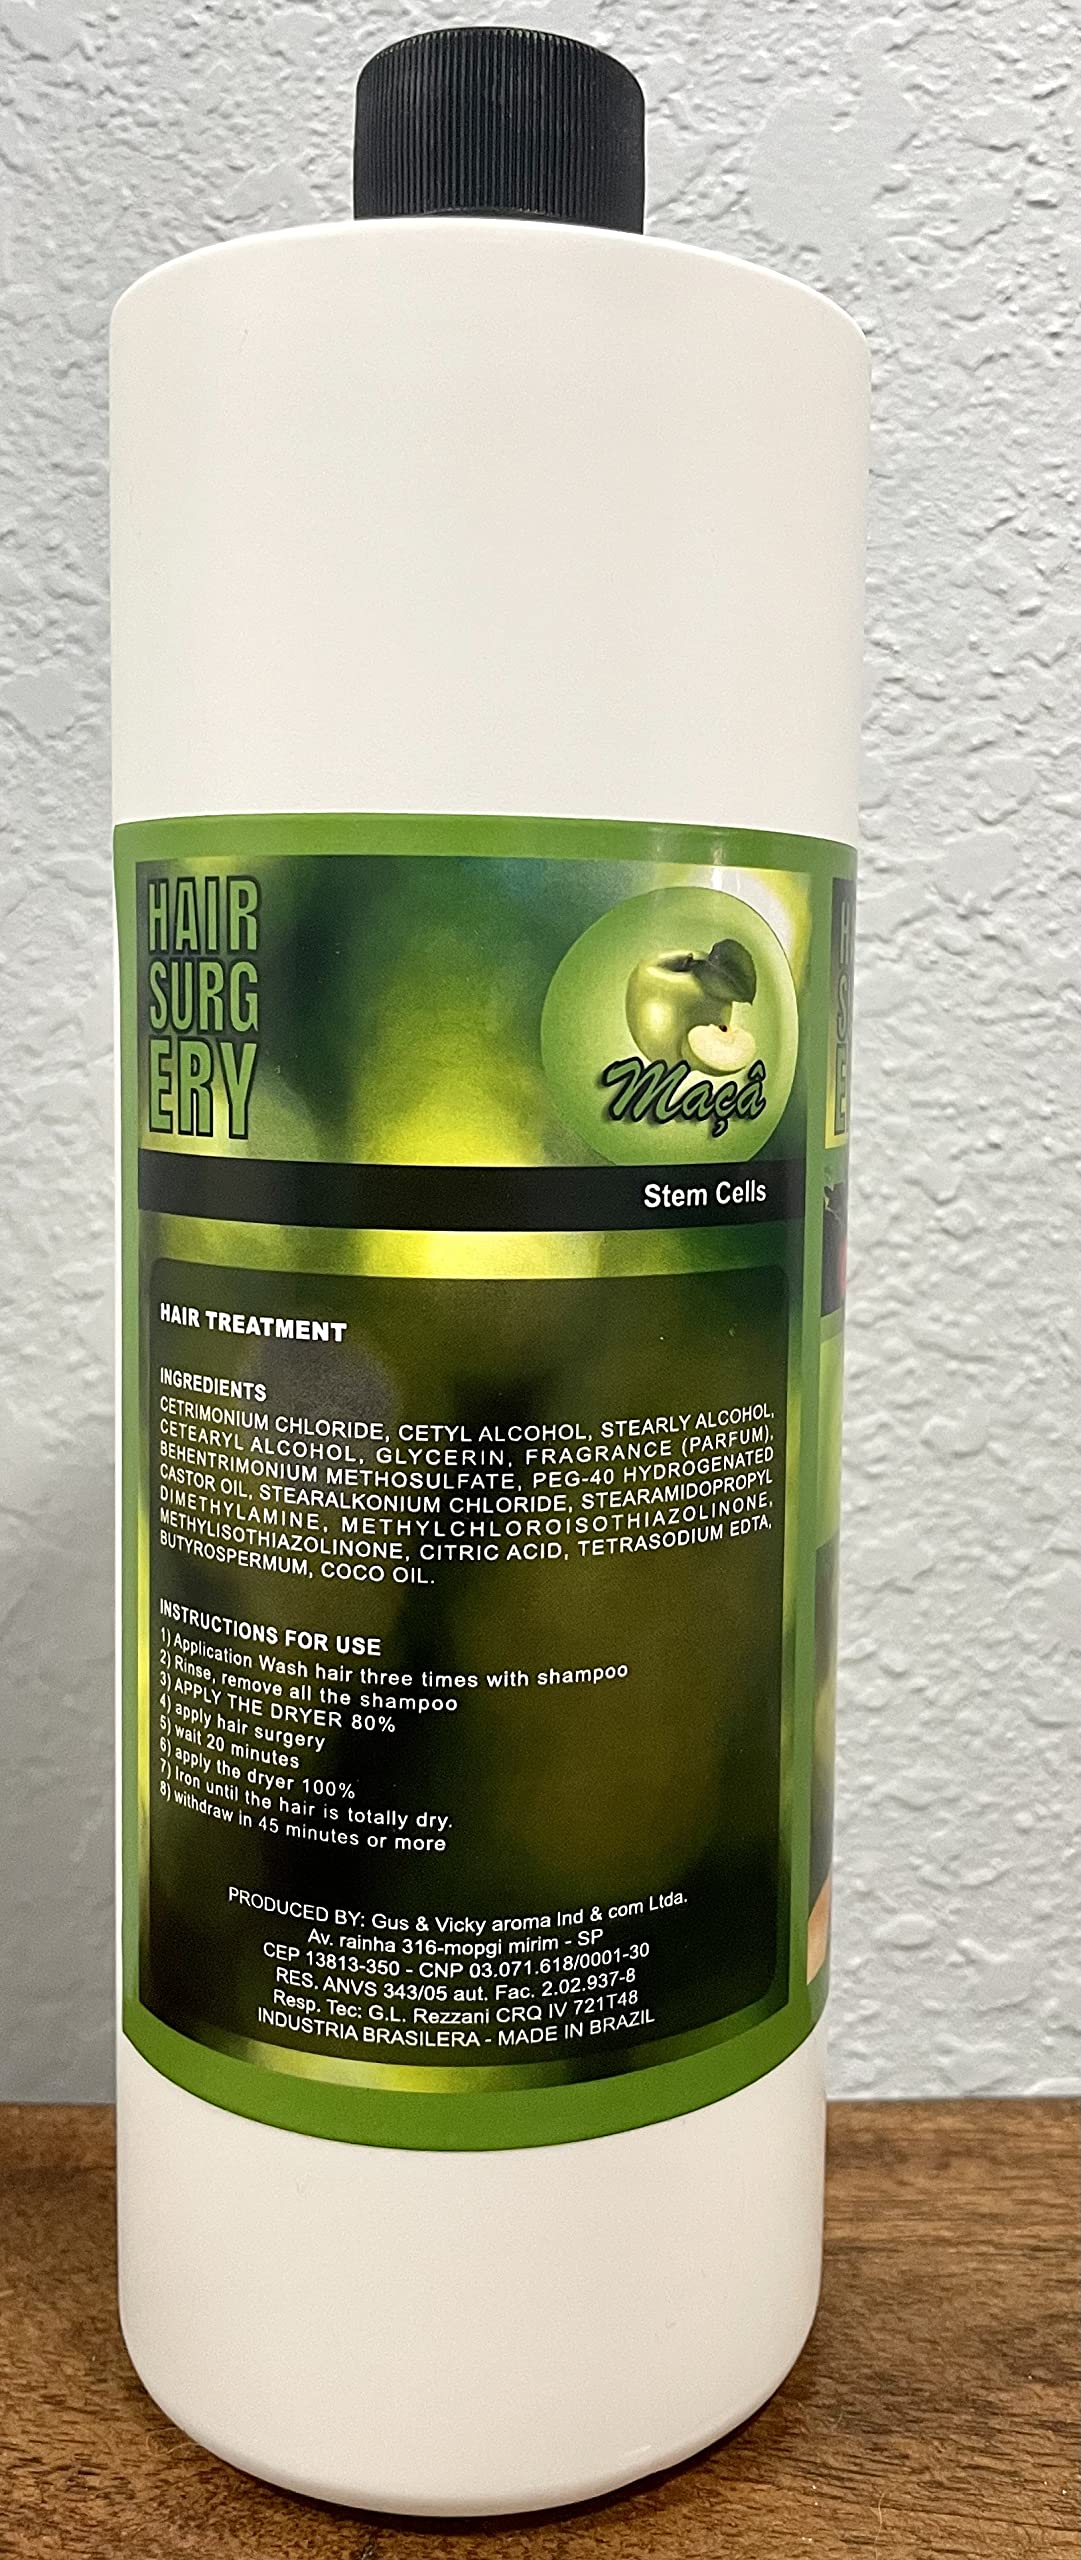 HAIR
SURG
ERY
Maçâ
Stem Cells
HAIR TREATMENT
INGREDIENTS
CETRIMONIUM CHLORIDE, CETYL ALCOHOL, STEARLY ALCOHOL,
CETEARYL ALCOHOL, GLYCERIN, FRAGRANCE (PARFUM),
BEHENTRIMONIUM METHOSULFATE, PEG-40 HYDROGENATED
CASTOR OIL, STEARALKONIUM CHLORIDE, STEARAMIDOPROPYL
DIMETHYLAMINE, METHYLCHLOROISOTHIAZOLINONE,
METHYLISOTHIAZOLINONE, CITRIC ACID, TETRASODIUM EDTA,
BUTYROSPERMUM, COCO OIL.
INSTRUCTIONS FOR USE
1) Application Wash hair three times with shampoo
2) Rinse, remove all the shampoo
3) APPLY THE DRYER 80%
4) apply hair surgery
5) wait 20 minutes
6) apply the dryer 100%
7) Iron until the hair is totally dry.
8) withdraw in 45 minutes or more
PRODUCED BY: Gus & Vicky aroma Ind & com Ltda.
Av. rainha 316-mopgi mirim - SP
CEP 13813-350 - CNP 03.071.618/0001-30
RES. ANVS 343/05 aut. Fac. 2.02.937-8
Resp. Tec: G.L. Rezzani CRQ IV 721T48
INDUSTRIA BRASILERA - MADE IN BRAZIL
H
S
E